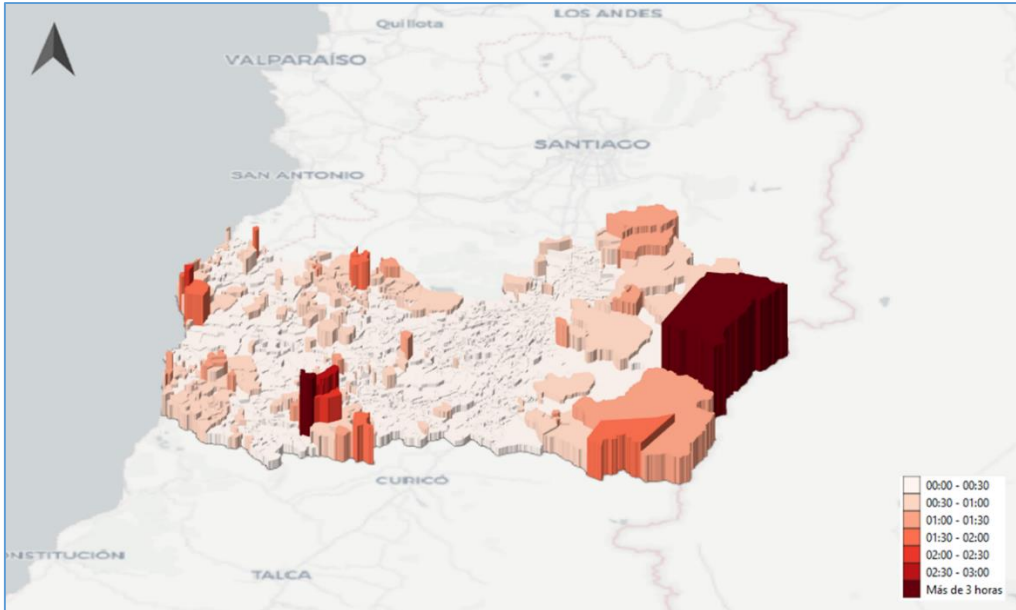 LOS ANDES
Quillota
VALPARAÍSO
SANTIAGO
SAN ANTONIO
CURICÓ
ONSTITUCIÓN
TALCA
00:00 - 00:30
00:30 - 01:00
01:00 - 01:30
01:30 - 02:00
02:00 - 02:30
02:30 - 03:00
Más de 3 horas